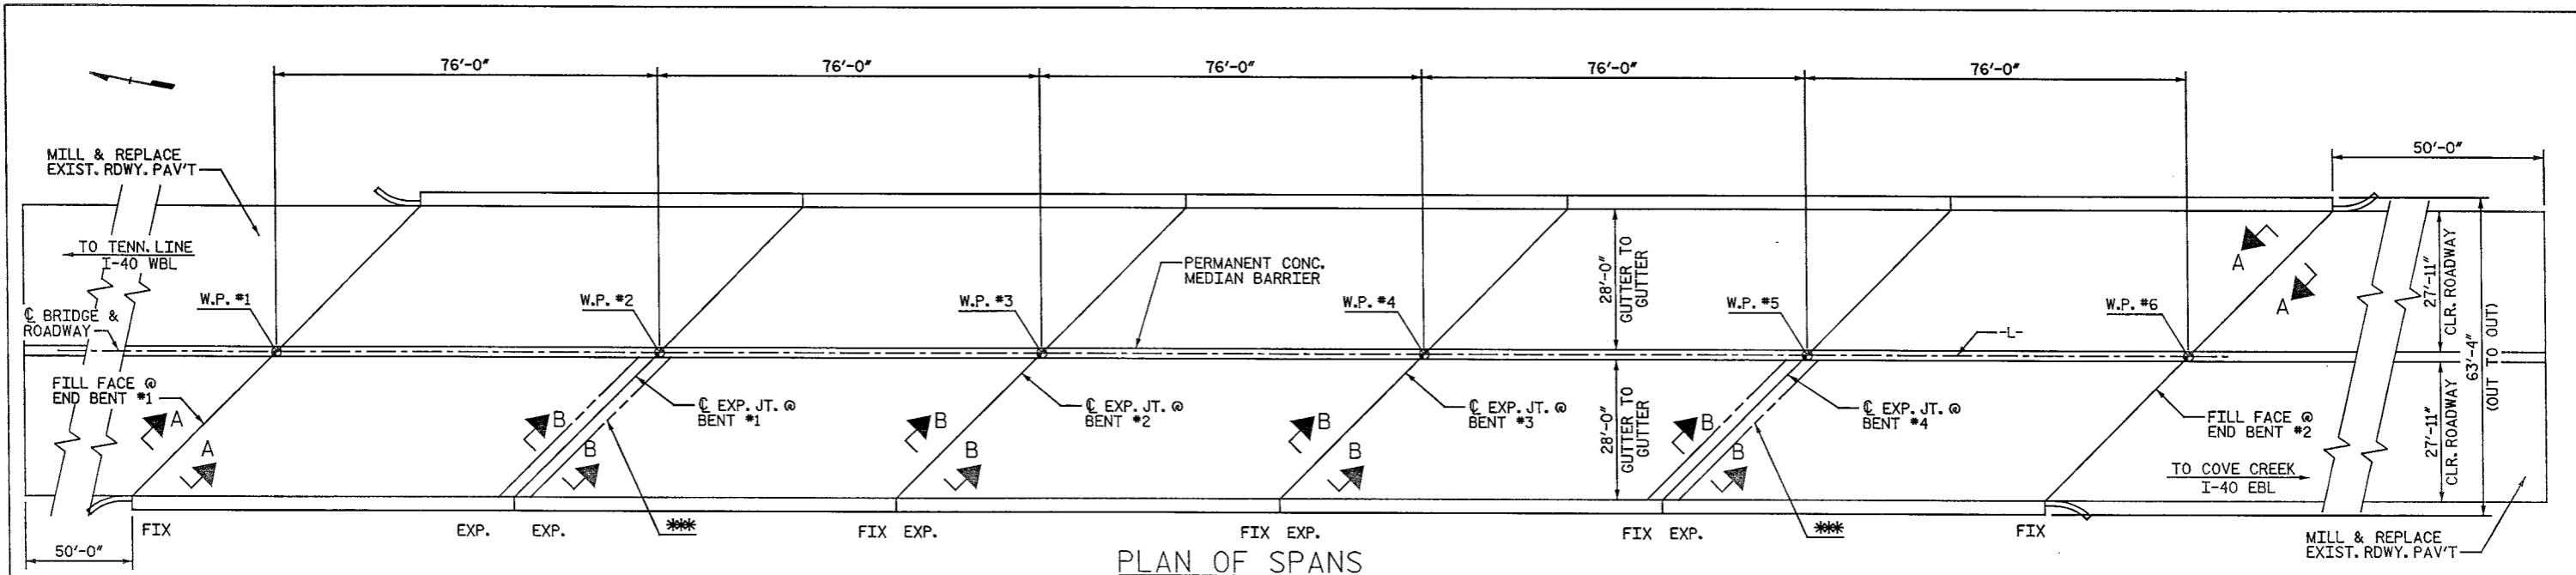 76'-0" 76'-0" 76'-0" 76'-0" 76'-0"
50'-0"
MILL & REPLACE
EXIST. RDWY. PAV'T
TO TENN. LINE
I-40 WBL
℄ BRIDGE &
ROADWAY
W.P. #1
W.P. #2
W.P. #3
W.P. #4
W.P. #5
W.P. #6
PERMANENT CONC.
MEDIAN BARRIER
28'-0"
GUTTER TO
GUTTER
-L-
A
A
27'-11"
CLR. ROADWAY
63'-4"
(OUT TO OUT)
FILL FACE @
END BENT #1
A
A
B
B
℄ EXP. JT. @
BENT #1
B
B
℄ EXP. JT. @
BENT #2
B
B
℄ EXP. JT. @
BENT #3
28'-0"
GUTTER TO
GUTTER
B
B
℄ EXP. JT. @
BENT #4
FILL FACE @
END BENT #2
TO COVE CREEK
I-40 EBL
27'-11"
CLR. ROADWAY
50'-0"
FIX EXP. EXP. *** FIX EXP. FIX EXP. FIX EXP. *** FIX
MILL & REPLACE
EXIST. RDWY. PAV'T
PLAN OF SPANS